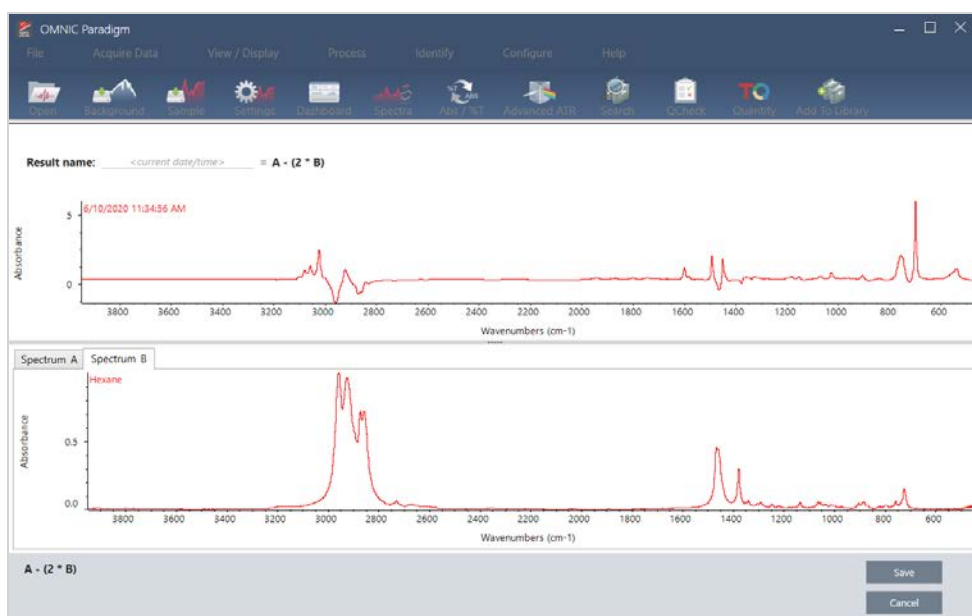 OMNIC Paradigm
File Acquire Data View / Display Process Identify Configure Help
Open Background Sample Settings Dashboard Spectra Abs / %T Advanced ATR Search QCheck Quantify Add To Library
Result name: <current date/time> = A - (2 * B)
6/10/2020 11:34:56 AM
Absorbance
5
0
3800 3600 3400 3200 3000 2800 2600 2400 2200 2000 1800 1600 1400 1200 1000 800 600
Wavenumbers (cm-1)
Spectrum A Spectrum B
Hexane
Absorbance
0.5
0.0
3800 3600 3400 3200 3000 2800 2600 2400 2200 2000 1800 1600 1400 1200 1000 800 600
Wavenumbers (cm-1)
A - (2 * B)
Save
Cancel